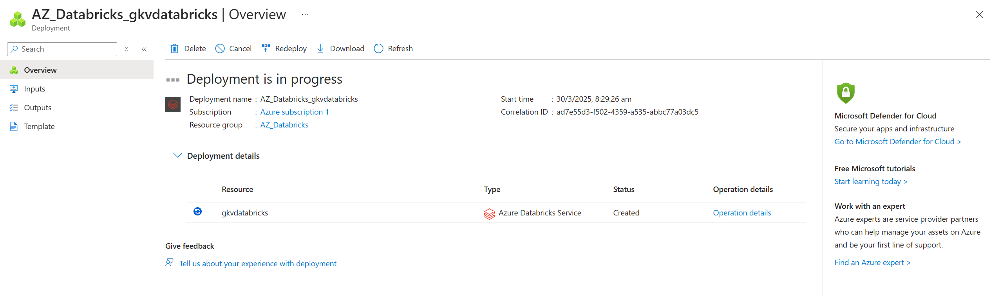 AZ_Databricks_gkvdatabricks | Overview ...
Deployment
Search
Overview
Inputs
Outputs
Template
Delete Cancel Redeploy Download Refresh
Deployment is in progress
Deployment name : AZ_Databricks_gkvdatabricks
Subscription : Azure subscription 1
Resource group : AZ_Databricks
Start time : 30/3/2025, 8:29:26 am
Correlation ID : ad7e55d3-f502-4359-a535-abbc77a03dc5
Deployment details
Resource Type Status Operation details
gkvdatabricks Azure Databricks Service Created Operation details
Give feedback
Tell us about your experience with deployment
Microsoft Defender for Cloud
Secure your apps and infrastructure
Go to Microsoft Defender for Cloud >
Free Microsoft tutorials
Start learning today >
Work with an expert
Azure experts are service provider partners
who can help manage your assets on Azure
and be your first line of support.
Find an Azure expert >